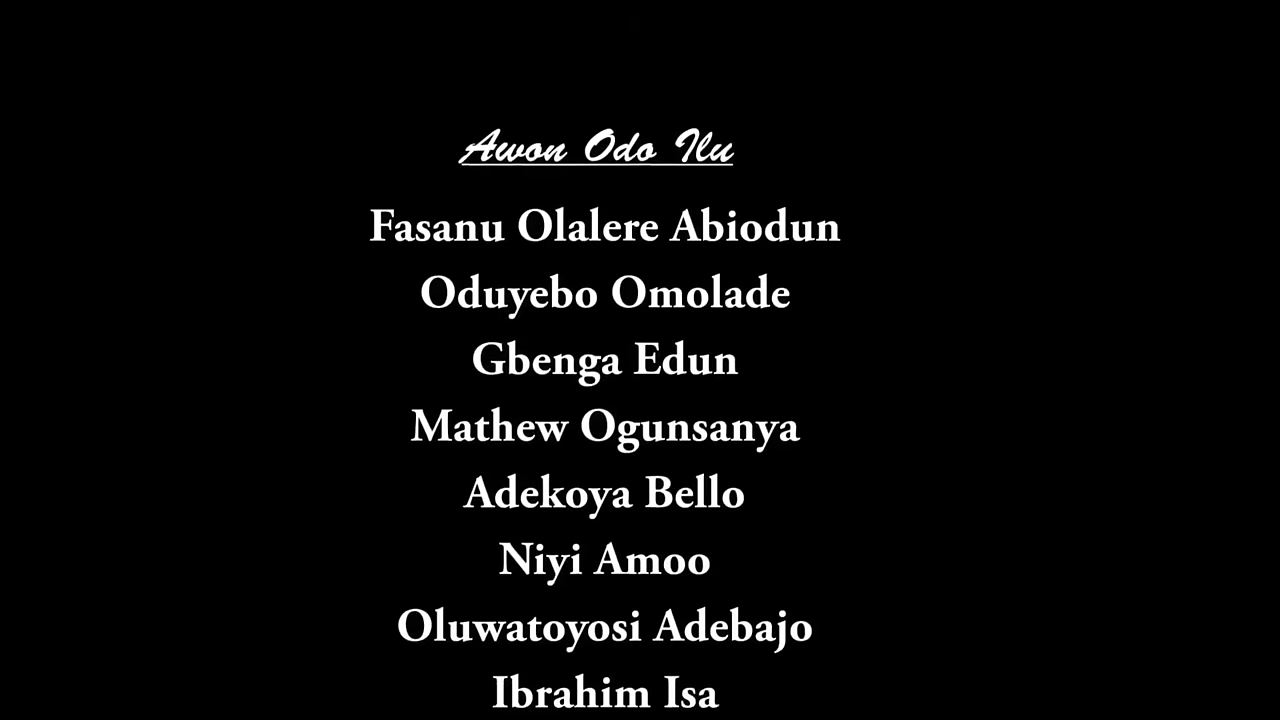 Awon Odo Ilu
Fasanu Olalere Abiodun
Oduyebo Omolade
Gbenga Edun
Mathew Ogunsanya
Adekoya Bello
Niyi Amoo
Oluwatoyosi Adebajo
Ibrahim Isa